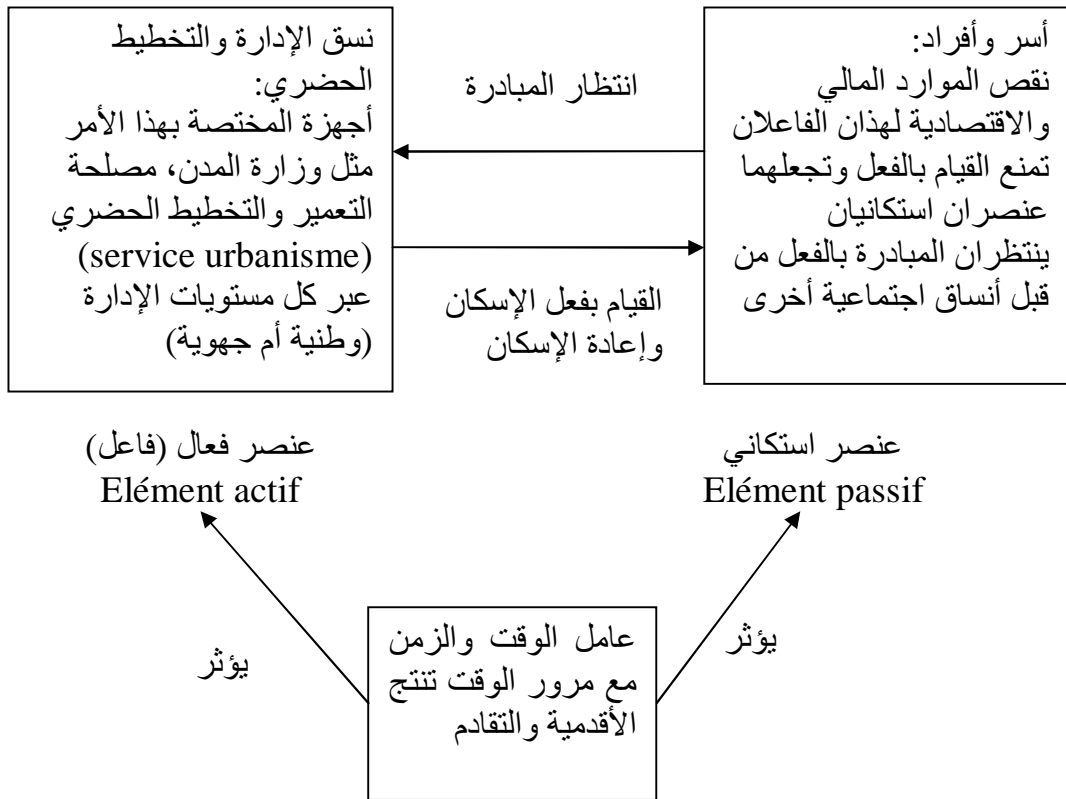 أسر وأفراد:
نقص الموارد المالي
والاقتصادية لهذان الفاعلان
تمنع القيام بالفعل وتجعلهما
عنصران استكانيان
ينتظران المبادرة بالفعل من
قبل أنساق اجتماعية أخرى
انتظار المبادرة
القيام بفعل الإسكان
وإعادة الإسكان
نسق الإدارة والتخطيط
الحضري:
أجهزة المختصة بهذا الأمر
مثل وزارة المدن، مصلحة
التعمير والتخطيط الحضري
(service urbanisme)
عبر كل مستويات الإدارة
(وطنية أم جهوية)
عنصر استكاني
Elément passif
عنصر فعال (فاعل)
Elément actif
يؤثر
يؤثر
عامل الوقت والزمن
مع مرور الوقت تنتج
الأقدمية والتقادم